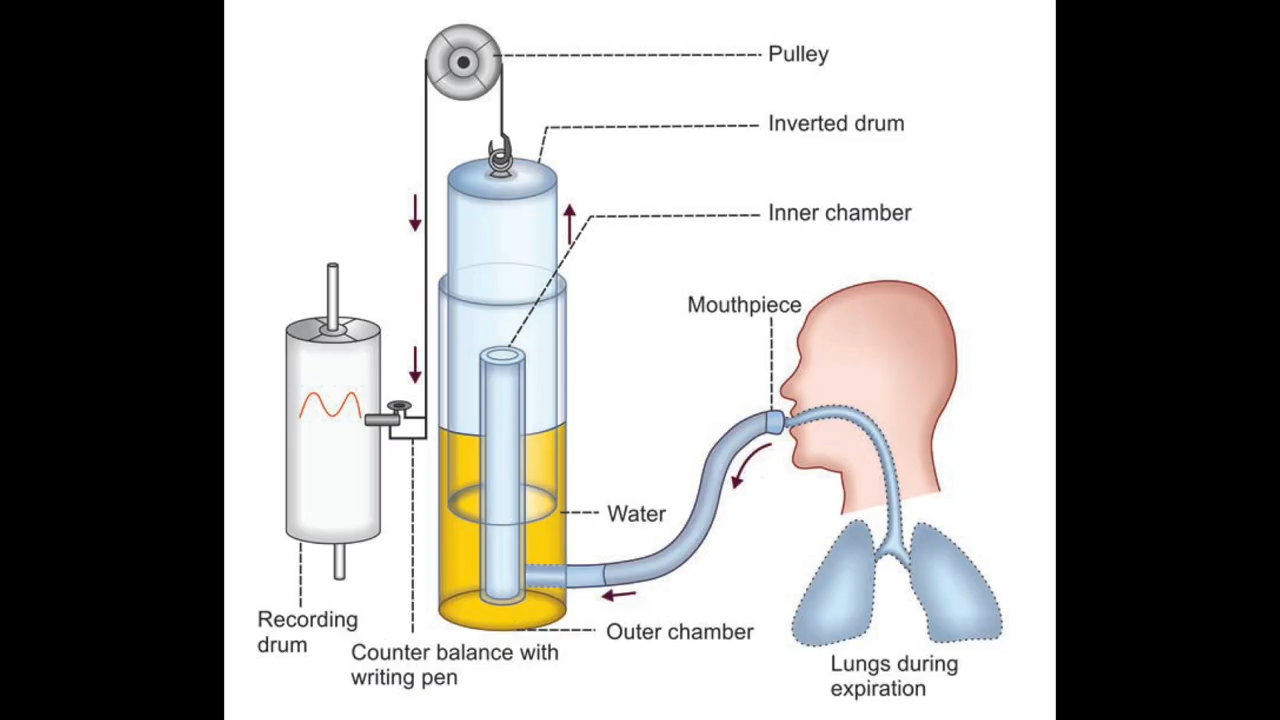 Pulley
Inverted drum
Inner chamber
Mouthpiece
Water
Recording
drum
Outer chamber
Counter balance with
writing pen
Lungs during
expiration